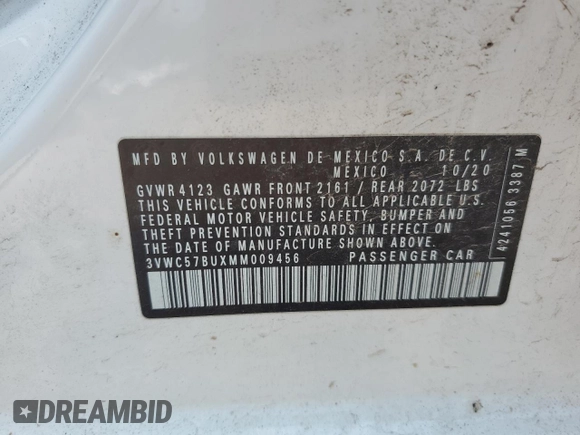 MFD BY VOLKSWAGEN DE MEXICO S.A. DE C.V.
MEXICO 10/20
GVWR 4123 GAWR FRONT 2161 / REAR 2072 LBS
THIS VEHICLE CONFORMS TO ALL APPLICABLE
FEDERAL MOTOR VEHICLE SAFETY, BUMPER AND
THEFT PREVENTION STANDARDS IN EFFECT ON
THE DATE OF MANUFACTURE SHOWN ABOVE.
3VWC57BUXMM009456 PASSENGER CAR
4241056 3387 M
DREAMBID